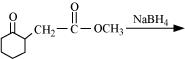 O O
CH₂ C OCH₃ NaBH₄